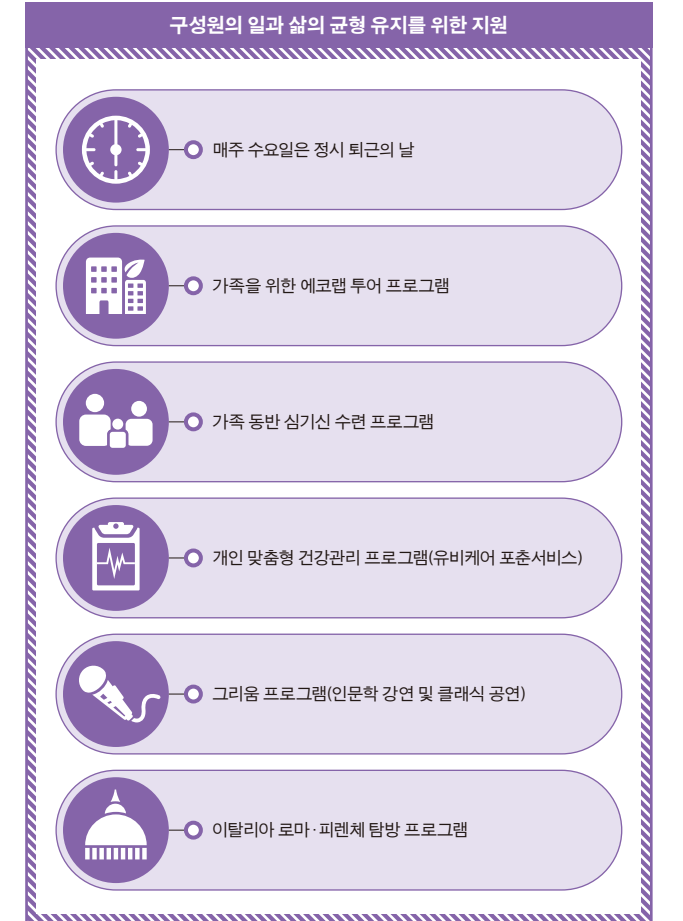 구성원의 일과 삶의 균형 유지를 위한 지원
매주 수요일은 정시 퇴근의 날
가족을 위한 에코랩 투어 프로그램
가족 동반 심기신 수련 프로그램
개인 맞춤형 건강관리 프로그램(유비케어 포춘서비스)
그리움 프로그램(인문학 강연 및 클래식 공연)
이탈리아 로마·피렌체 탐방 프로그램